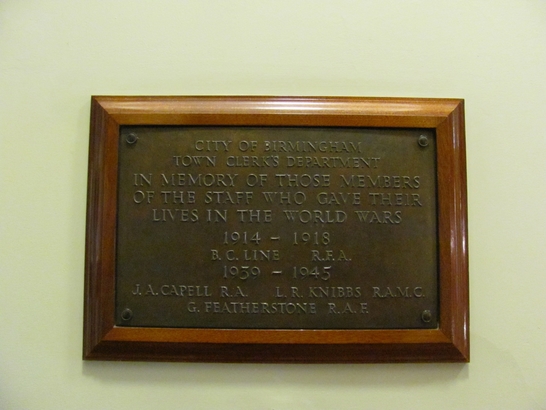 CITY OF BIRMINGHAM
TOWN CLERK'S DEPARTMENT
IN MEMORY OF THOSE MEMBERS
OF THE STAFF WHO GAVE THEIR
LIVES IN THE WORLD WARS
1914 – 1918
B. C. LINE R.F.A.
1939 – 1945
J. A. CAPELL R.A. L. R. KNIBBS R.A.M.C.
G. FEATHERSTONE R.A.F.